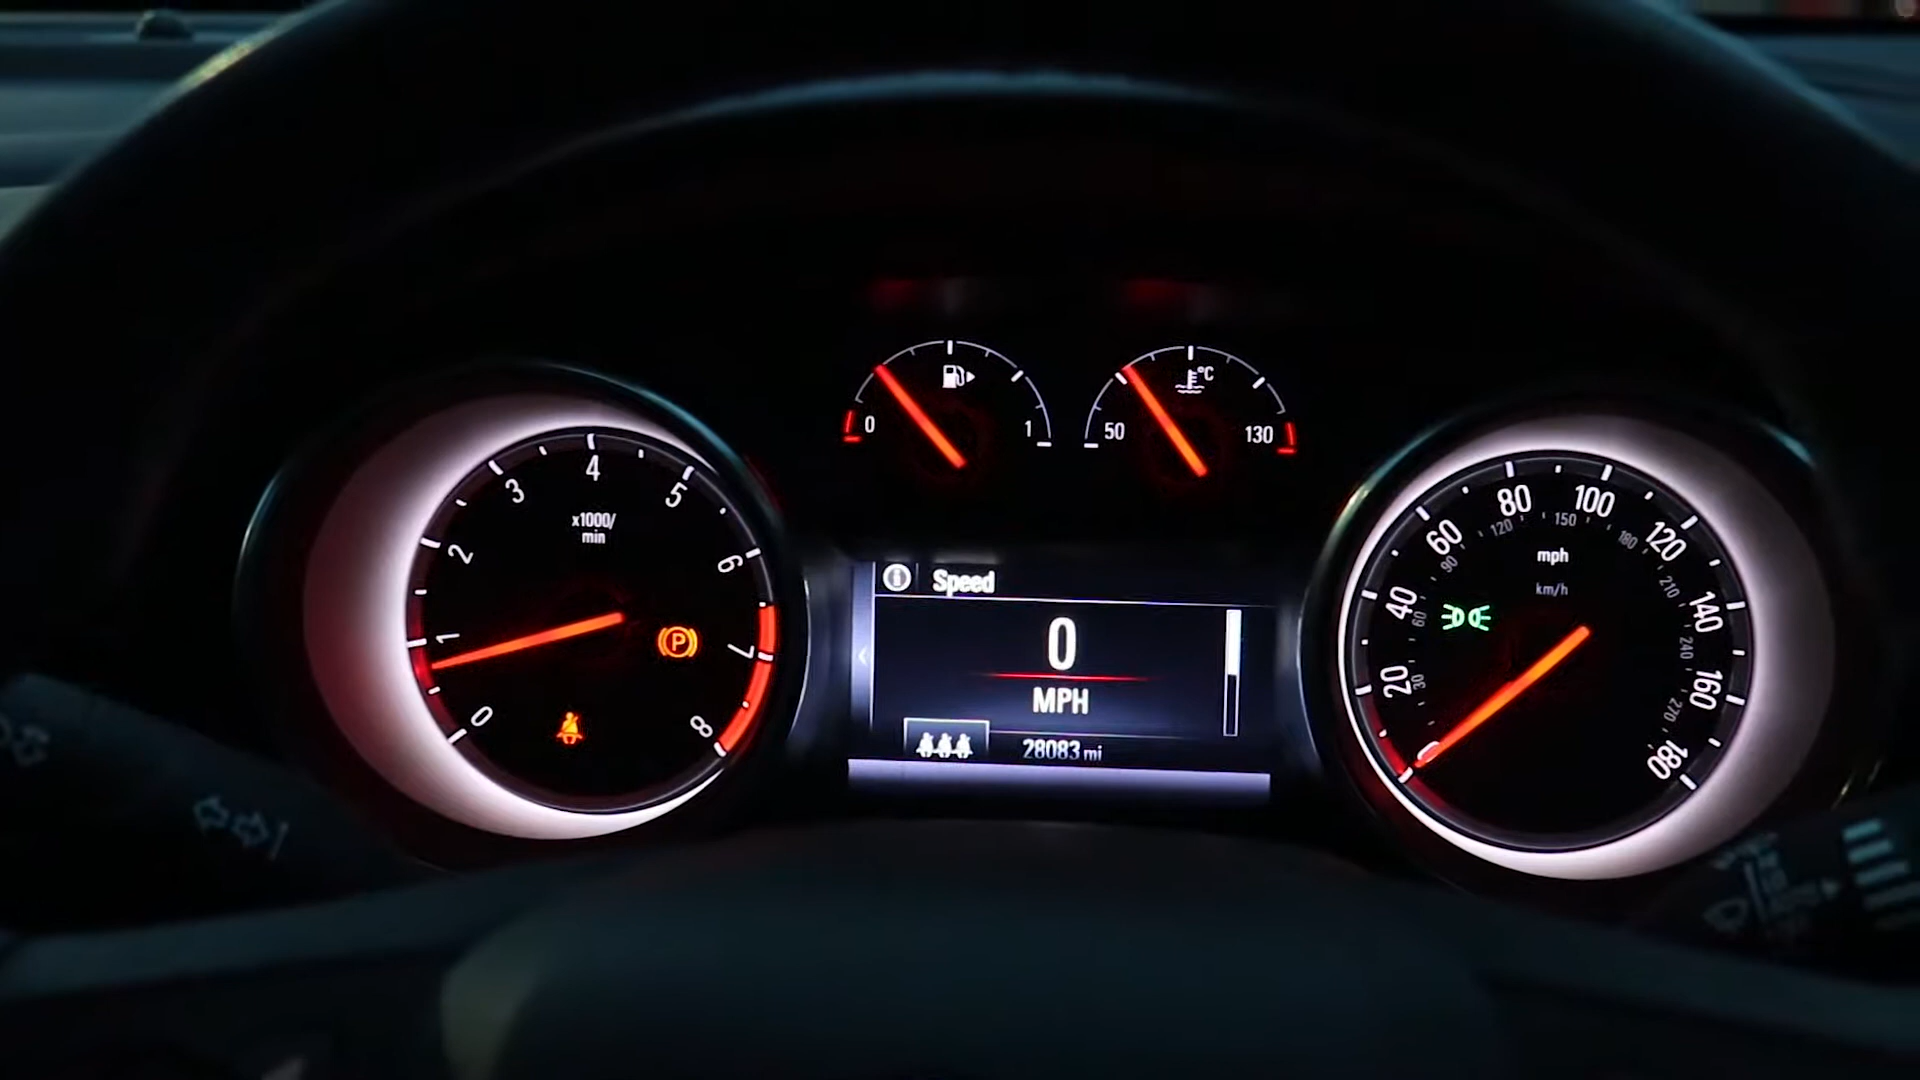 0 1
°C
50 130
0 1 2 3 4 5 6 7 8
x1000/
min
P
Speed
0
MPH
28083 mi
20 40 60 80 100 120 140 160 180
30 60 90 120 150 180 210 240 270
mph
km/h